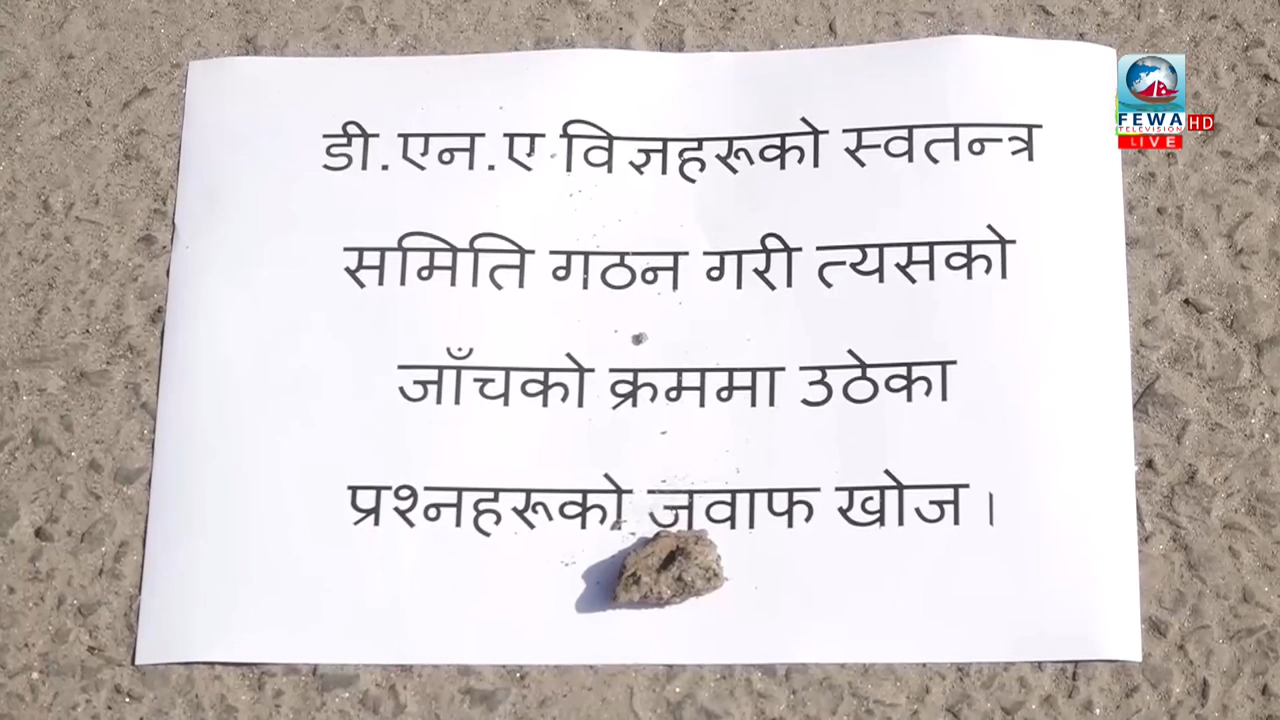 डी.एन.ए विज्ञहरूको स्वतन्त्र
समिति गठन गरी त्यसको
जाँचको क्रममा उठेका
प्रश्नहरूको जवाफ खोज।
FEWA HD
TELEVISION
LIVE